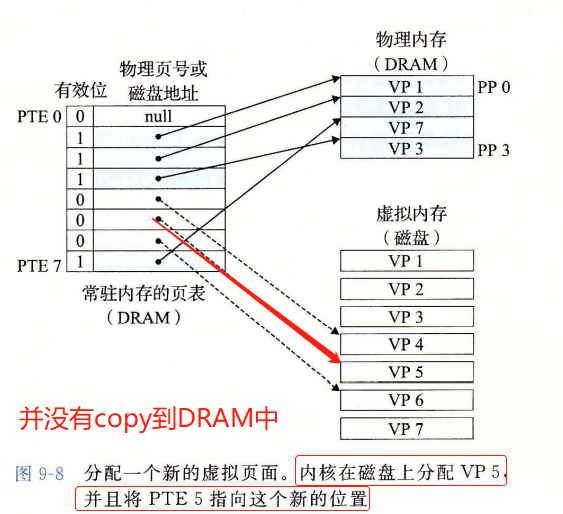 物理页号或
磁盘地址
有效位
PTE 0
0
null
1
1
1
0
0
0
PTE 7
1
常驻内存的页表
(DRAM)
物理内存
(DRAM)
VP 1
PP 0
VP 2
VP 7
VP 3
PP 3
虚拟内存
(磁盘)
VP 1
VP 2
VP 3
VP 4
VP 5
VP 6
VP 7
并没有copy到DRAM中
图 9-8 分配一个新的虚拟页面。内核在磁盘上分配 VP 5,
并且将 PTE 5 指向这个新的位置